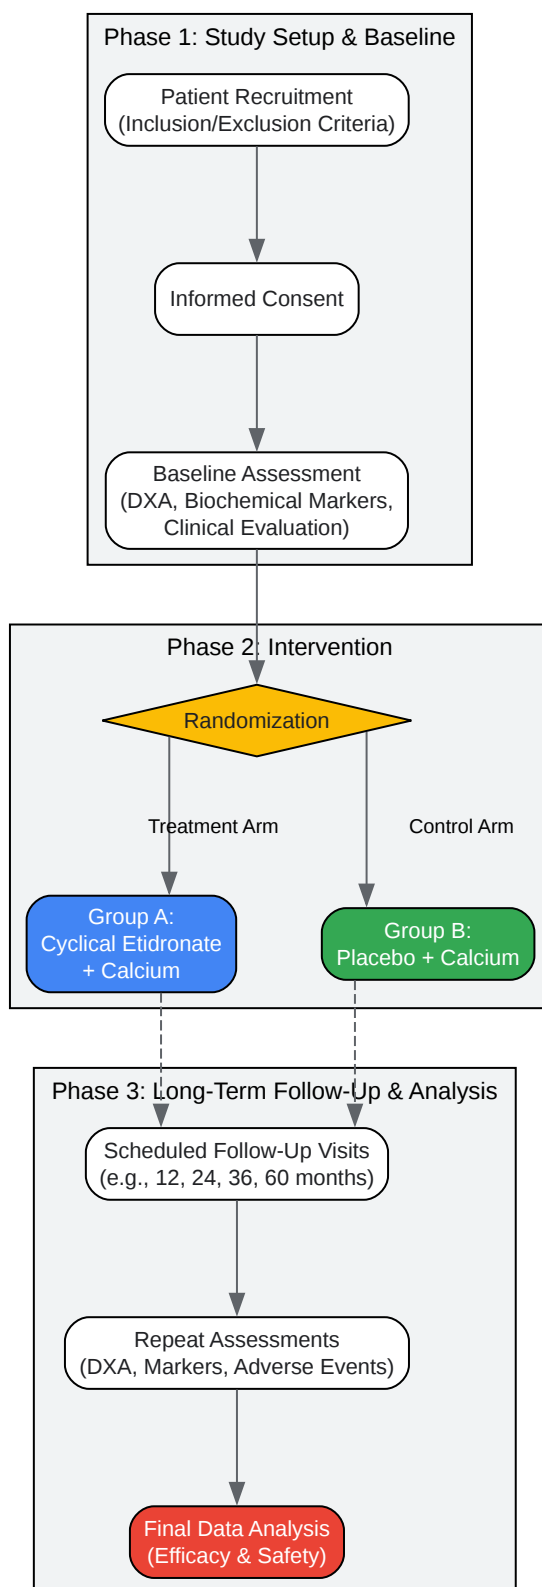 Phase 1: Study Setup & Baseline
Patient Recruitment
(Inclusion/Exclusion Criteria)
Informed Consent
Baseline Assessment
(DXA, Biochemical Markers,
Clinical Evaluation)
Phase 2: Intervention
Randomization
Treatment Arm
Control Arm
Group A:
Cyclical Etidronate
+ Calcium
Group B:
Placebo + Calcium
Phase 3: Long-Term Follow-Up & Analysis
Scheduled Follow-Up Visits
(e.g., 12, 24, 36, 60 months)
Repeat Assessments
(DXA, Markers, Adverse Events)
Final Data Analysis
(Efficacy & Safety)